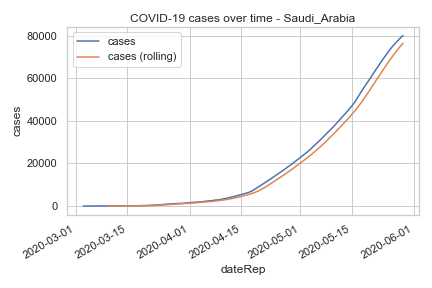 COVID-19 cases over time - Saudi_Arabia
cases
cases (rolling)
80000
60000
40000
20000
0
cases
2020-03-01
2020-03-15
2020-04-01
2020-04-15
2020-05-01
2020-05-15
2020-06-01
dateRep